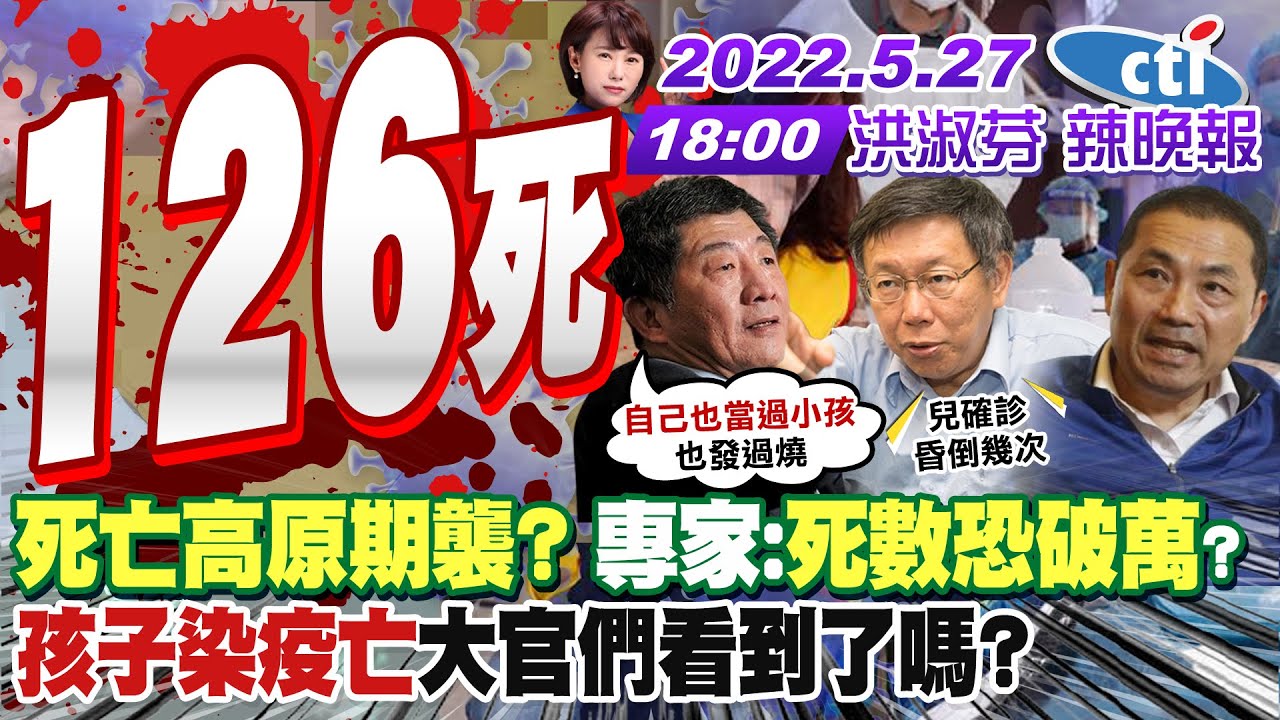 126死
2022.5.27
cti
18:00
洪淑芬 辣晚報
自己也當過小孩
也發過燒
兒確診
昏倒幾次
死亡高原期襲? 專家:死數恐破萬?
孩子染疫亡大官們看到了嗎?